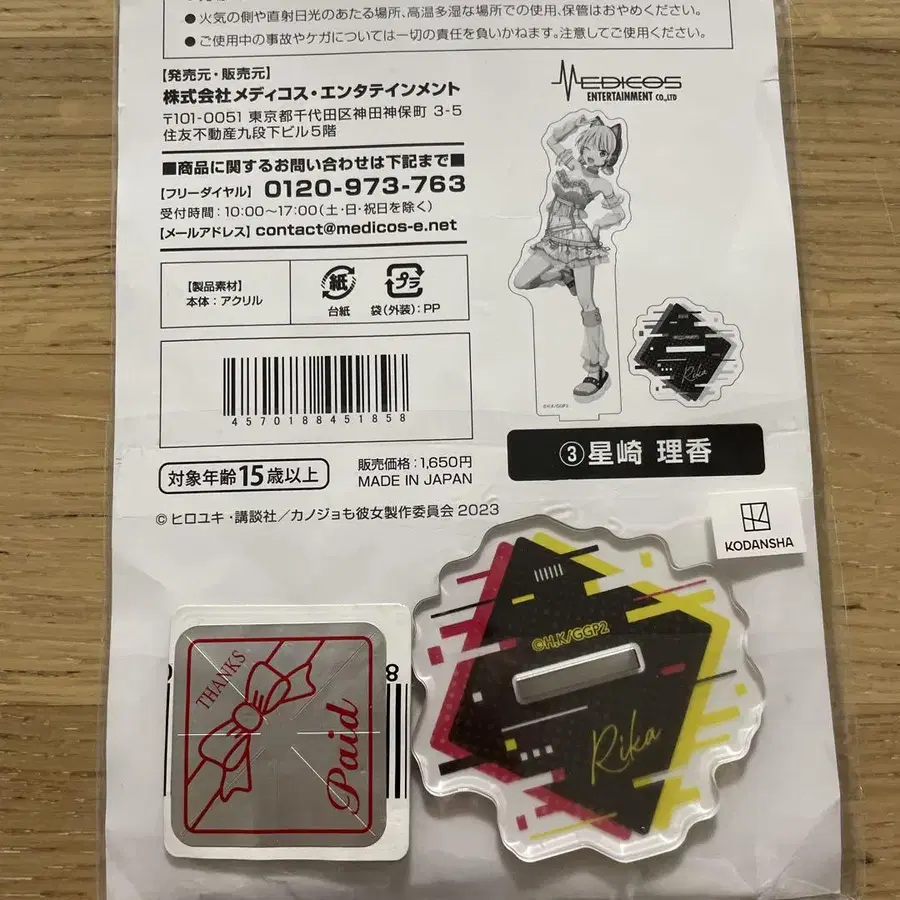 ●火気の側や直射日光のあたる場所、高温多湿な場所での使用、保管はおやめください。
●ご使用中の事故やケガについては一切の責任を負いかねます。注意してご使用ください。
【発売元・販売元】
株式会社メディコス・エンタテインメント
〒101-0051 東京都千代田区神田神保町 3-5
住友不動産九段下ビル5階
MEDICOS
ENTERTAINMENT CO.,LTD
■商品に関するお問い合わせは下記まで■
【フリーダイヤル】 0120-973-763
受付時間：10:00～17:00（土・日・祝日を除く）
【メールアドレス】 contact@medicos-e.net
【製品素材】
本体：アクリル
紙
台紙
プラ
袋(外装)：PP
©H.K/GGP2
Rika
4570188451858
③星崎 理香
対象年齢15歳以上
販売価格：1,650円
MADE IN JAPAN
©ヒロユキ・講談社／カノジョも彼女製作委員会 2023
KODANSHA
©H.K/GGP2
Rika
THANKS
Paid
8